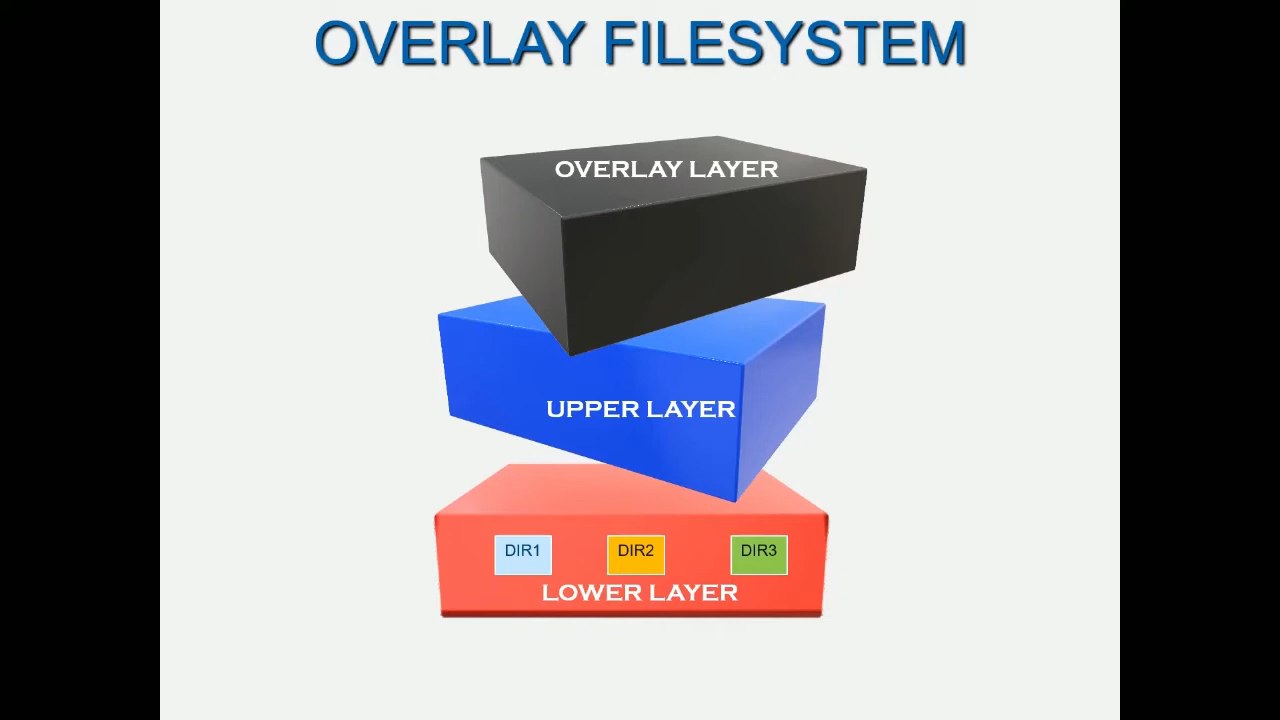 OVERLAY FILESYSTEM
OVERLAY LAYER
UPPER LAYER
DIR1 DIR2 DIR3
LOWER LAYER